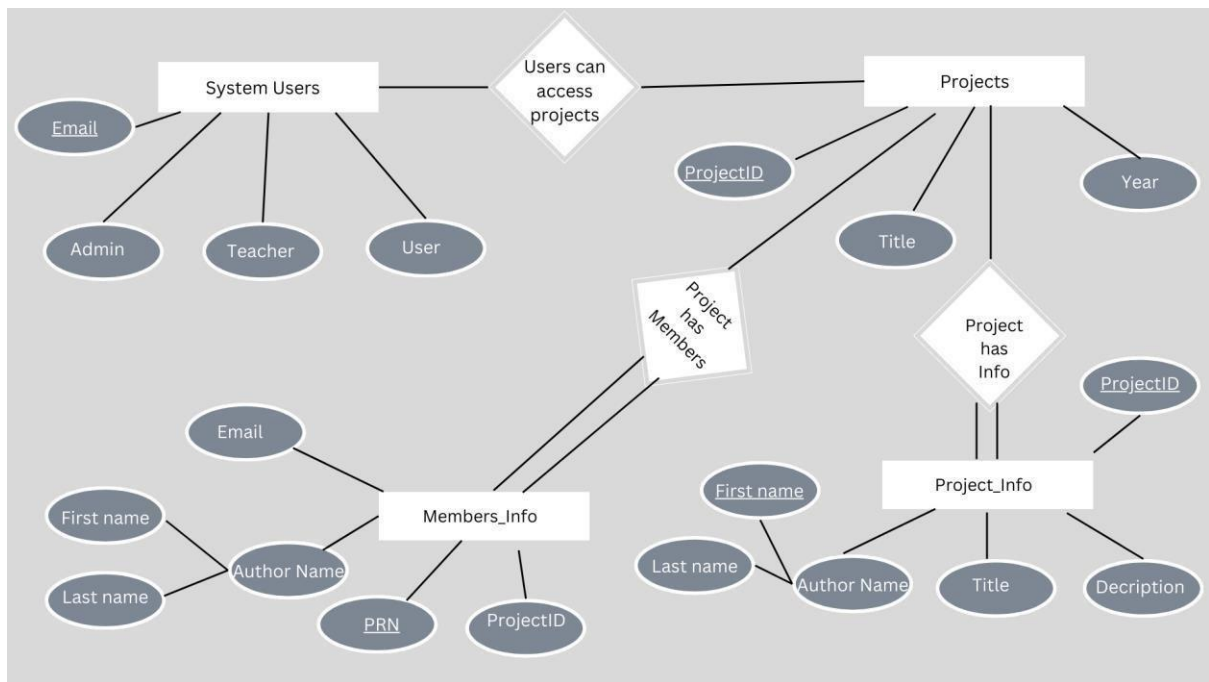 System Users
Users can
access
projects
Projects
Email
Admin
Teacher
User
ProjectID
Title
Year
Project
has
Members
Project
has
Info
ProjectID
Email
First name
Last name
Author Name
Members_Info
PRN
ProjectID
Project_Info
First name
Last name
Author Name
Title
Decription